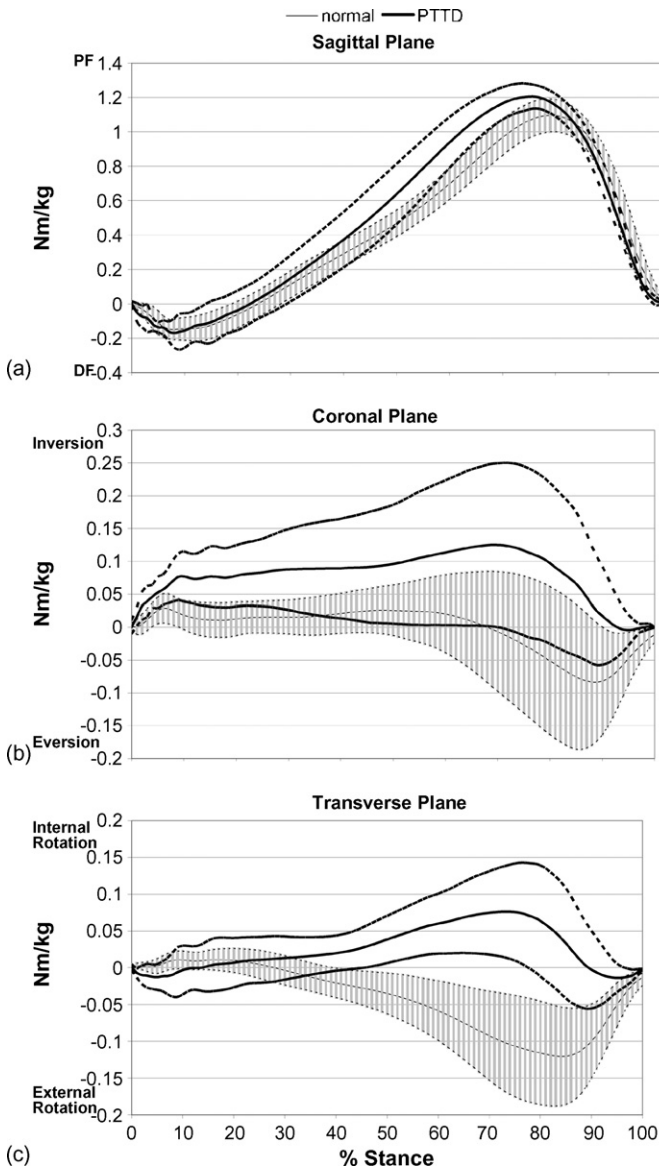 normal PTTD
Sagittal Plane
PF
1.4
1.2
1
0.8
0.6
0.4
0.2
0
-0.2
-0.4
DF
Nm/kg
(a)
Coronal Plane
Inversion
0.3
0.25
0.2
0.15
0.1
0.05
0
-0.05
-0.1
-0.15
-0.2
Eversion
Nm/kg
(b)
Transverse Plane
Internal
Rotation
0.2
0.15
0.1
0.05
0
-0.05
-0.1
-0.15
-0.2
External
Rotation
Nm/kg
0 10 20 30 40 50 60 70 80 90 100
% Stance
(c)